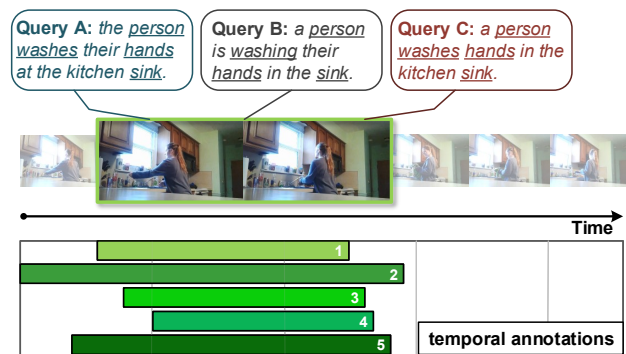 Query A: the person
washes their hands
at the kitchen sink.
Query B: a person
is washing their
hands in the sink.
Query C: a person
washes hands in the
kitchen sink.
Time
1
2
3
4
5
temporal annotations